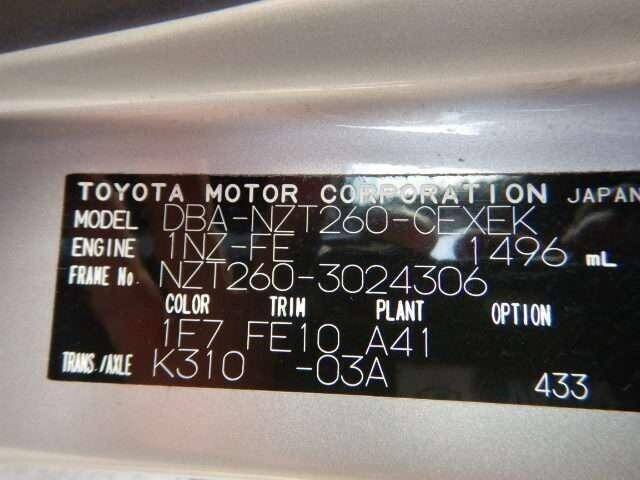 TOYOTA MOTOR CORPORATION JAPAN
MODEL DBA-NZT260-CEXEK
ENGINE 1NZ-FE 1496 mL
FRAME No. NZT260-3024306
COLOR TRIM PLANT OPTION
1F7 FE10 A41
TRANS./AXLE K310 -03A 433